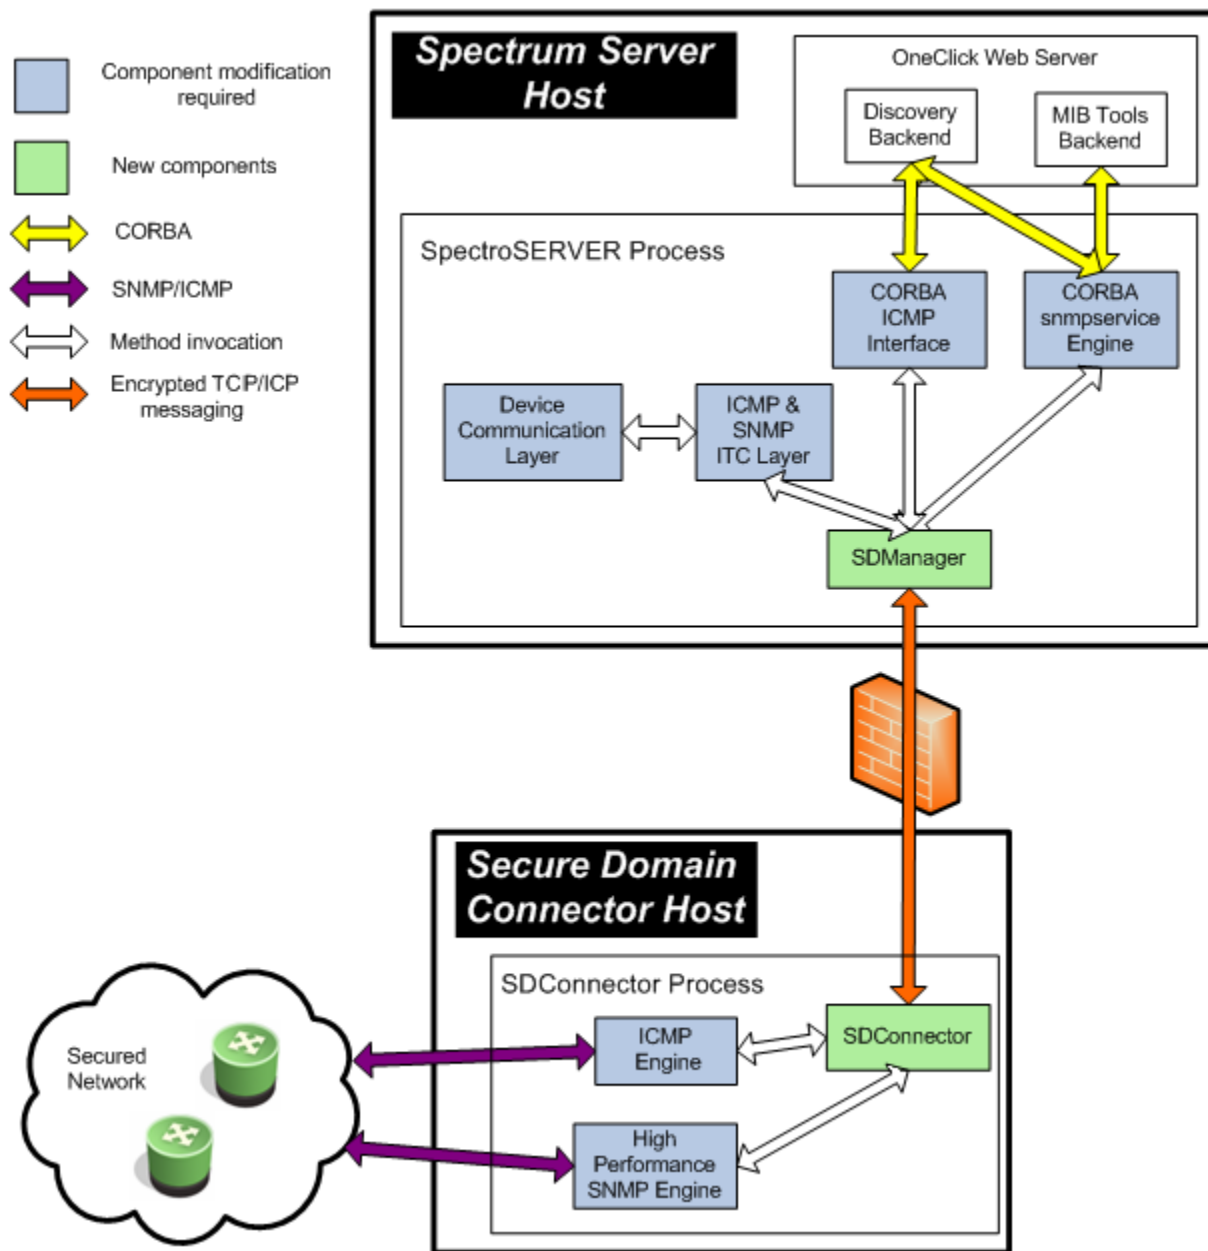 Component modification
required
New components
CORBA
SNMP/ICMP
Method invocation
Encrypted TCIP/ICP
messaging
Spectrum Server
Host
OneClick Web Server
Discovery
Backend
MIB Tools
Backend
SpectroSERVER Process
CORBA
ICMP
Interface
CORBA
snmpservice
Engine
Device
Communication
Layer
ICMP &
SNMP
ITC Layer
SDManager
Secure Domain
Connector Host
SDConnector Process
ICMP
Engine
SDConnector
High
Performance
SNMP Engine
Secured
Network